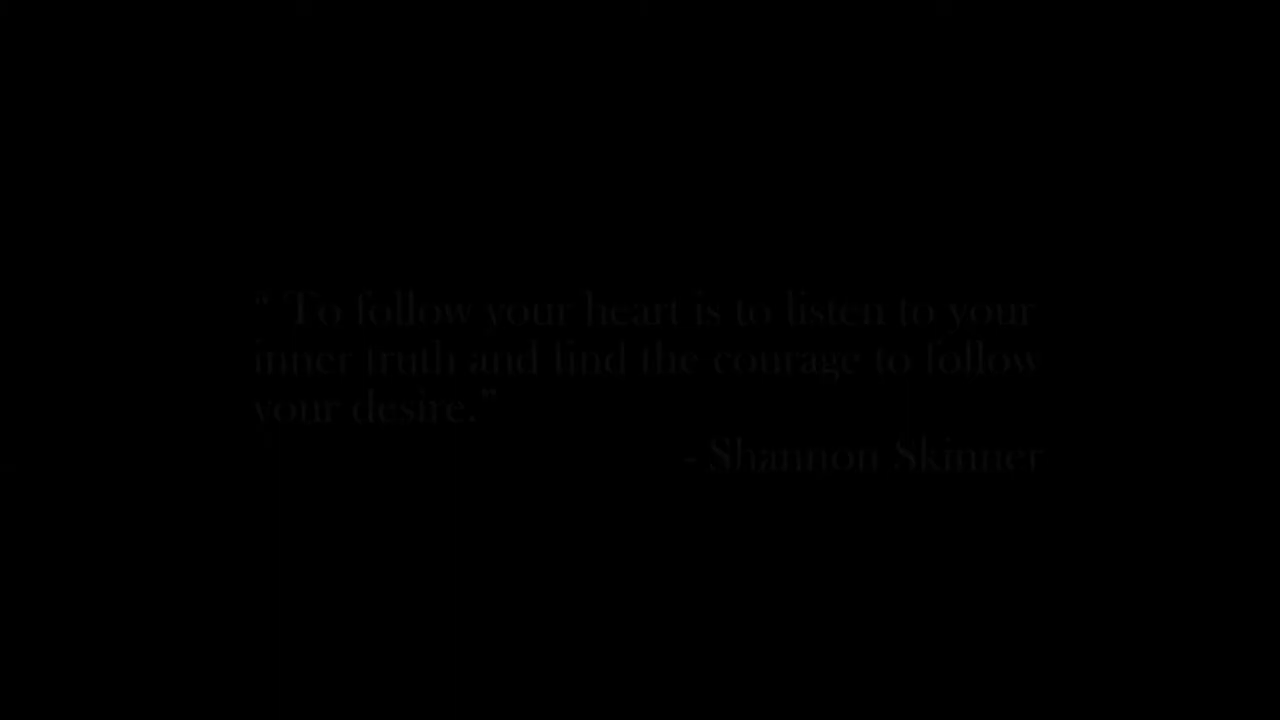 “ To follow your heart is to listen to your
inner truth and find the courage to follow
your desire.”
- Shannon Skinner